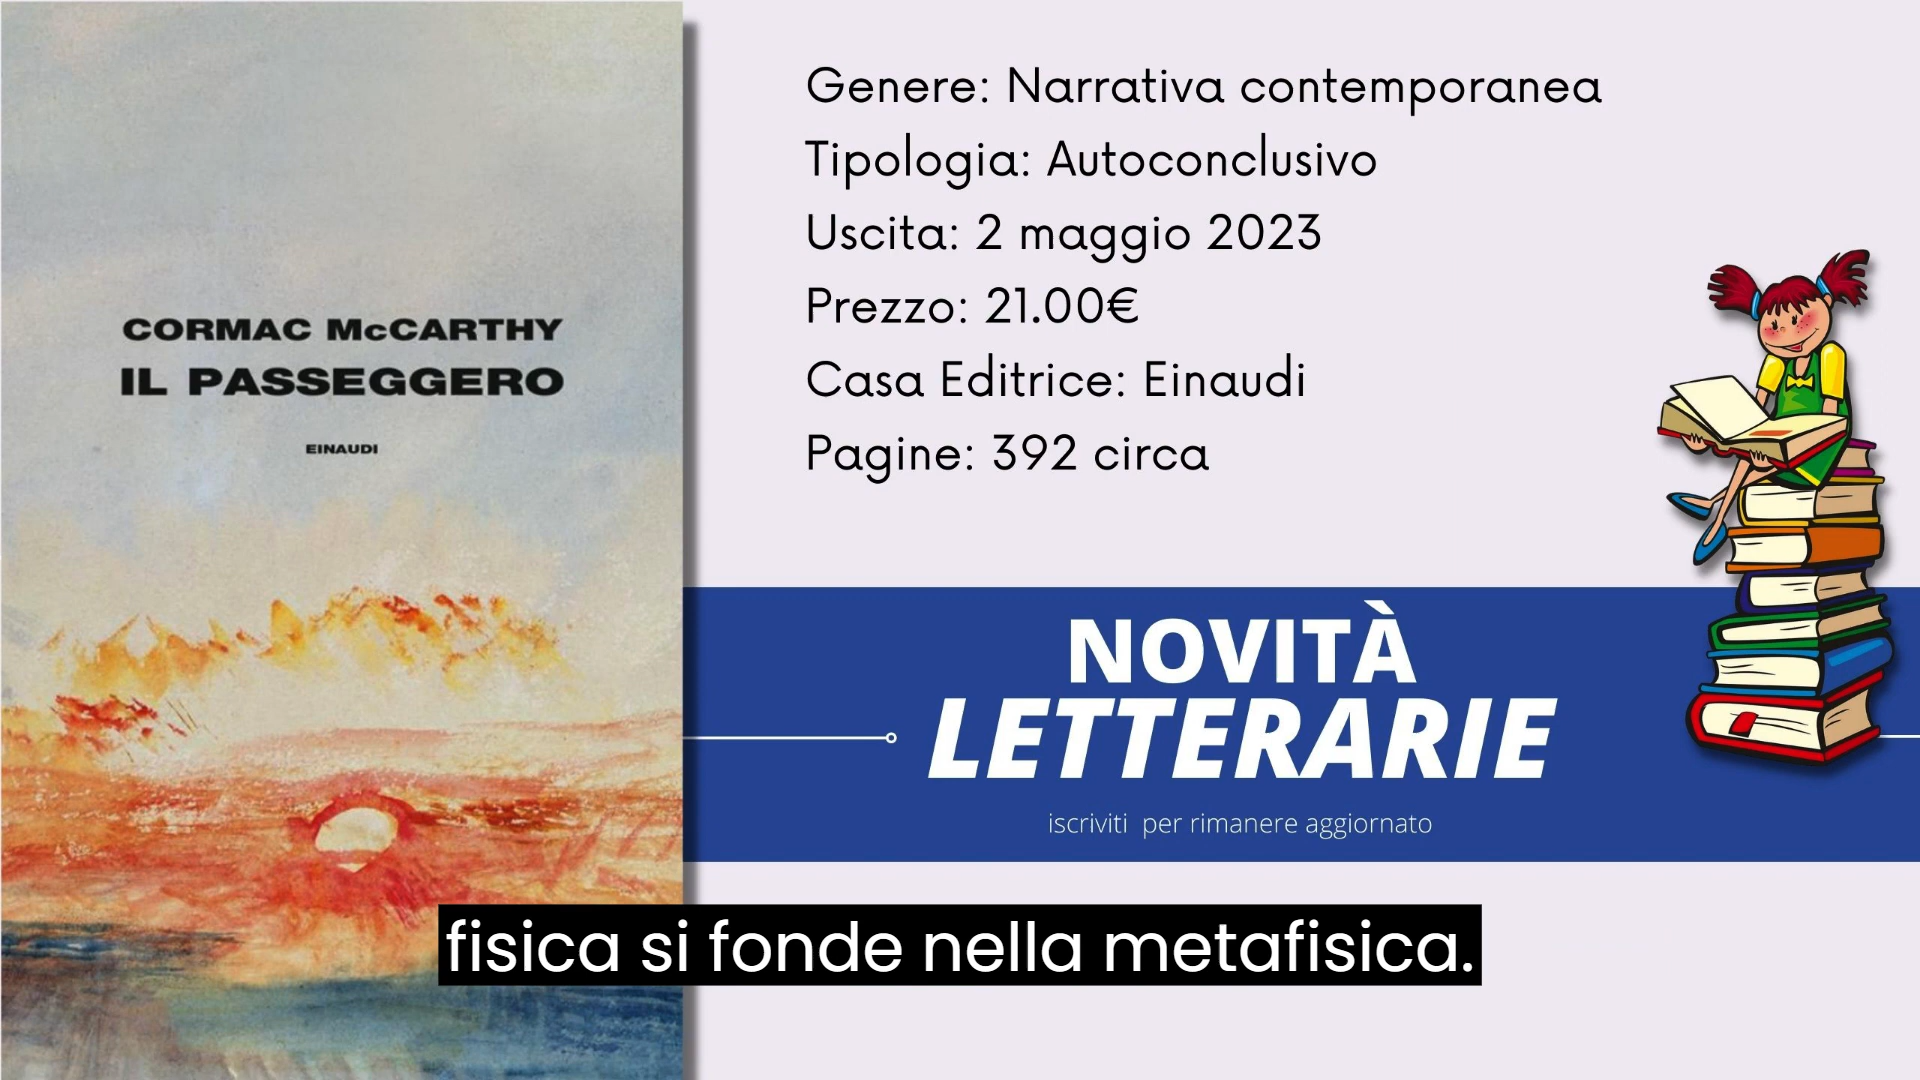 CORMAC McCARTHY
IL PASSEGGERO
EINAUDI
Genere: Narrativa contemporanea
Tipologia: Autoconclusivo
Uscita: 2 maggio 2023
Prezzo: 21.00€
Casa Editrice: Einaudi
Pagine: 392 circa
NOVITÀ
LETTERARIE
iscriviti per rimanere aggiornato
fisica si fonde nella metafisica.